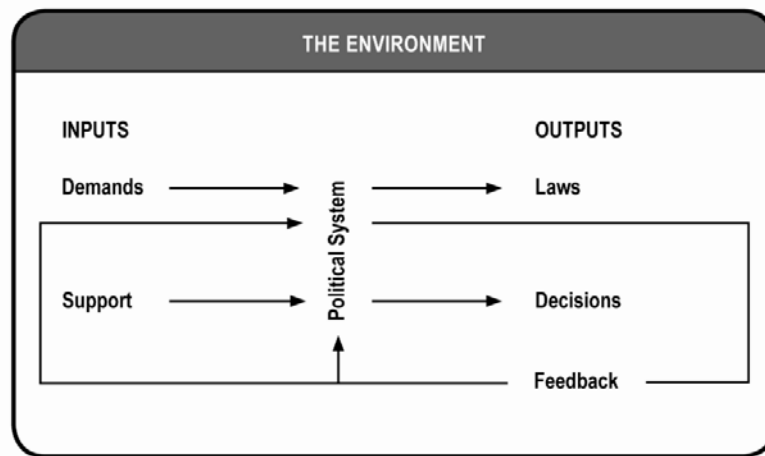 THE ENVIRONMENT
INPUTS
OUTPUTS
Demands
Political System
Laws
Support
Decisions
Feedback